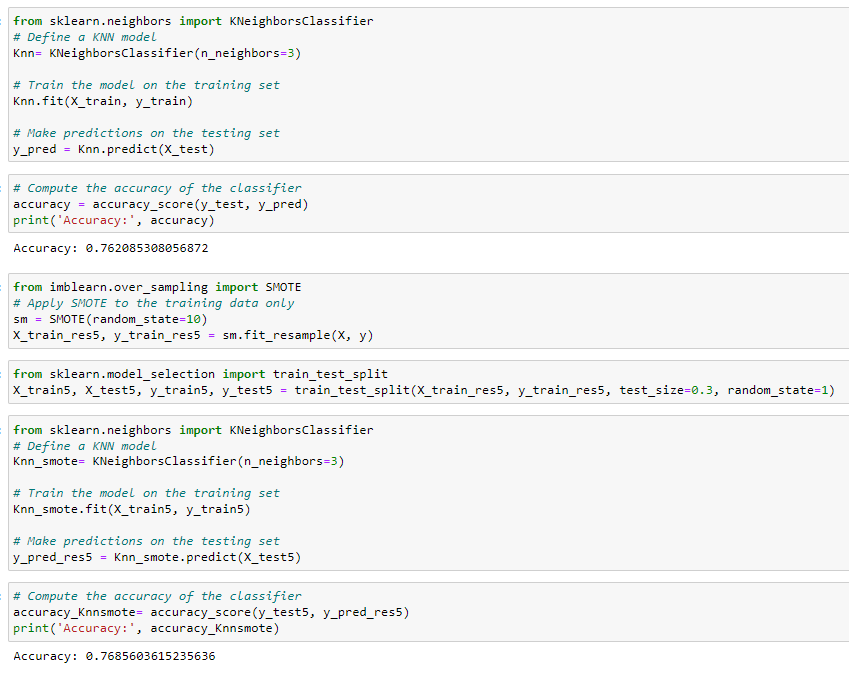 from sklearn.neighbors import KNeighborsClassifier
# Define a KNN model
Knn= KNeighborsClassifier(n_neighbors=3)
# Train the model on the training set
Knn.fit(X_train, y_train)
# Make predictions on the testing set
y_pred = Knn.predict(X_test)
# Compute the accuracy of the classifier
accuracy = accuracy_score(y_test, y_pred)
print('Accuracy:', accuracy)
Accuracy: 0.762085308056872
from imblearn.over_sampling import SMOTE
# Apply SMOTE to the training data only
sm = SMOTE(random_state=10)
X_train_res5, y_train_res5 = sm.fit_resample(X, y)
from sklearn.model_selection import train_test_split
X_train5, X_test5, y_train5, y_test5 = train_test_split(X_train_res5, y_train_res5, test_size=0.3, random_state=1)
from sklearn.neighbors import KNeighborsClassifier
# Define a KNN model
Knn_smote= KNeighborsClassifier(n_neighbors=3)
# Train the model on the training set
Knn_smote.fit(X_train5, y_train5)
# Make predictions on the testing set
y_pred_res5 = Knn_smote.predict(X_test5)
# Compute the accuracy of the classifier
accuracy_Knnsmote= accuracy_score(y_test5, y_pred_res5)
print('Accuracy:', accuracy_Knnsmote)
Accuracy: 0.7685603615235636